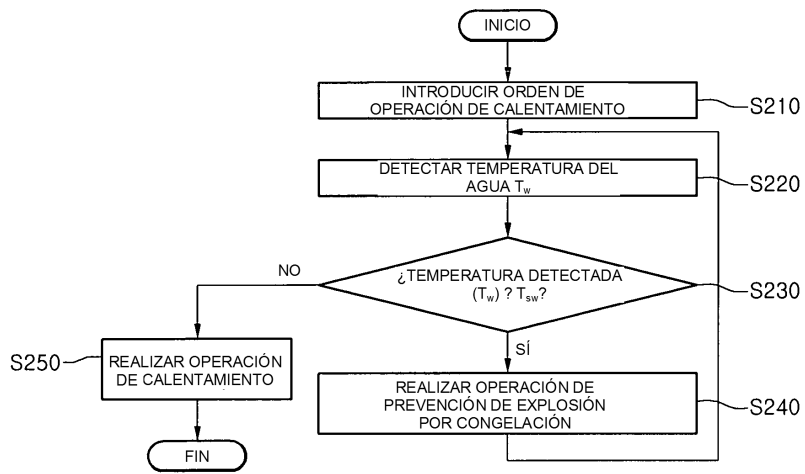 INICIO
INTRODUCIR ORDEN DE
OPERACIÓN DE CALENTAMIENTO
S210
DETECTAR TEMPERATURA DEL
AGUA Tw
S220
¿TEMPERATURA DETECTADA
(Tw) ? Tsw?
S230
NO
SÍ
S250
REALIZAR OPERACIÓN
DE CALENTAMIENTO
REALIZAR OPERACIÓN DE
PREVENCIÓN DE EXPLOSIÓN
POR CONGELACIÓN
S240
FIN